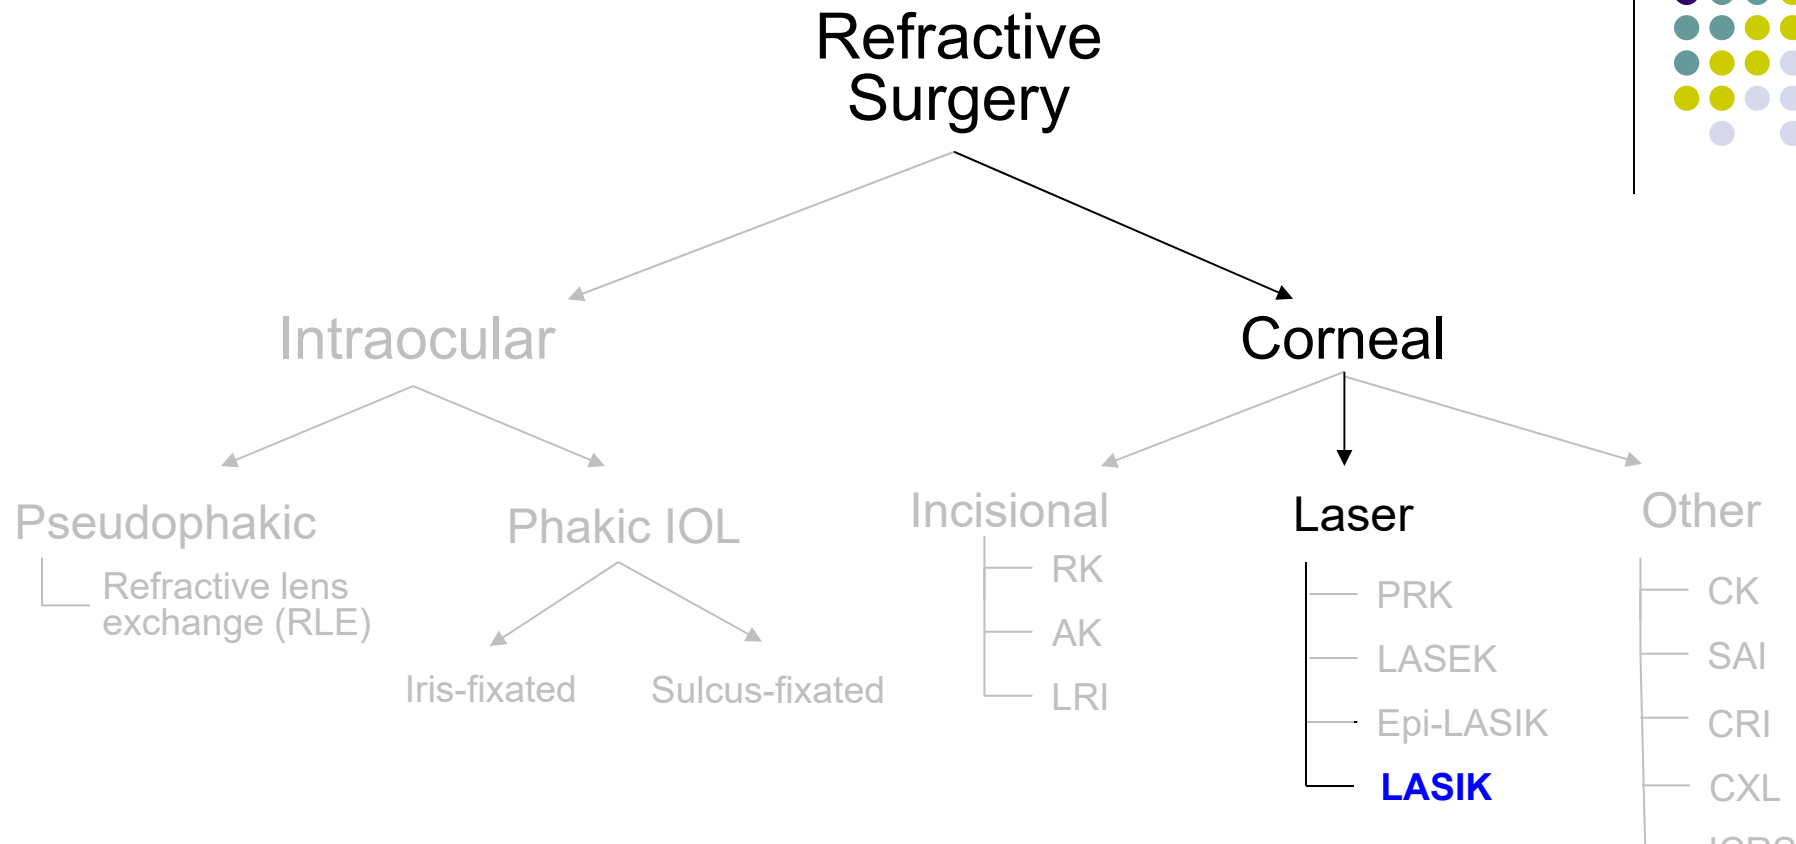 Refractive
Surgery
Intraocular
Corneal
Pseudophakic
Refractive lens
exchange (RLE)
Phakic IOL
Iris-fixated
Sulcus-fixated
Incisional
RK
AK
LRI
Laser
PRK
LASEK
Epi-LASIK
LASIK
Other
CK
SAI
CRI
CXL